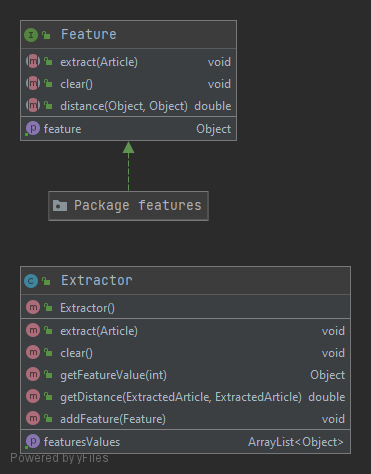 Feature
extract(Article) void
clear() void
distance(Object, Object) double
feature Object
Package features
Extractor
Extractor()
extract(Article) void
clear() void
getFeatureValue(int) Object
getDistance(ExtractedArticle, ExtractedArticle) double
addFeature(Feature) void
featuresValues ArrayList<Object>
Powered by yFiles